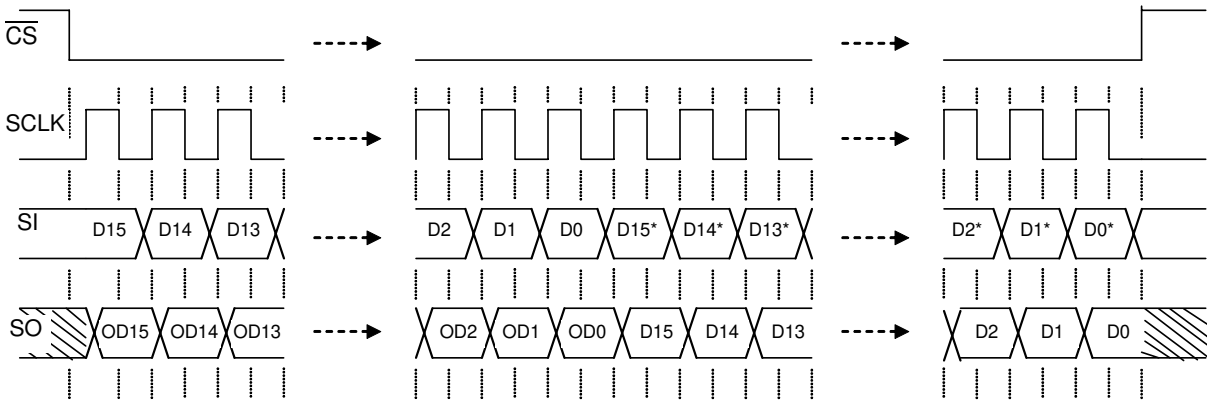 C̅S̅
SCLK
SI D15 D14 D13 D2 D1 D0 D15* D14* D13* D2* D1* D0*
SO OD15 OD14 OD13 OD2 OD1 OD0 D15 D14 D13 D2 D1 D0